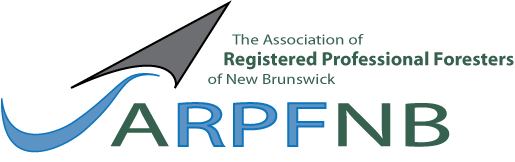 The Association of
Registered Professional Foresters
of New Brunswick
ARPFNB